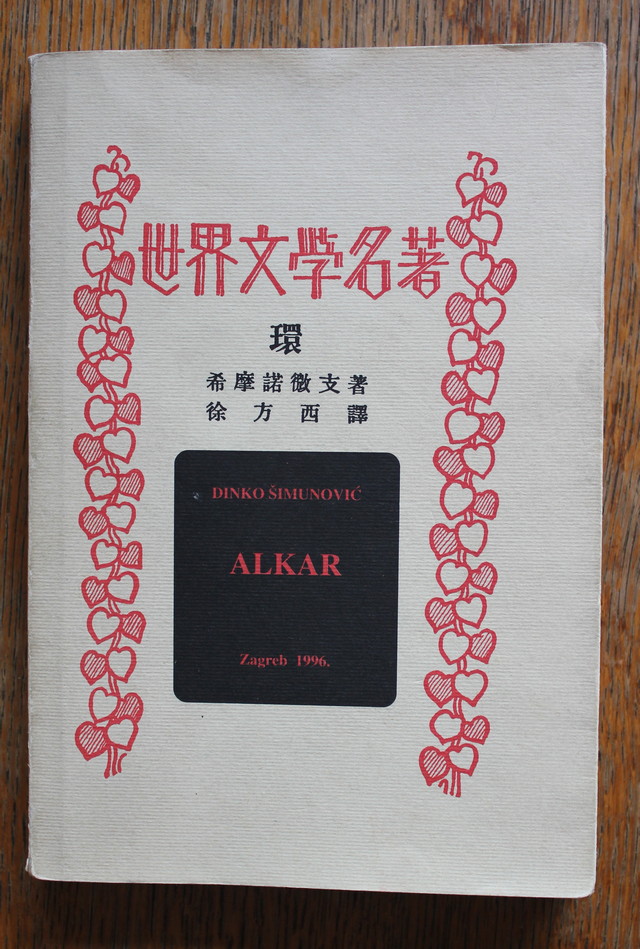 世界文學名著
環
希摩諾微支著
徐方西譯
DINKO ŠIMUNOVIĆ
ALKAR
Zagreb 1996.